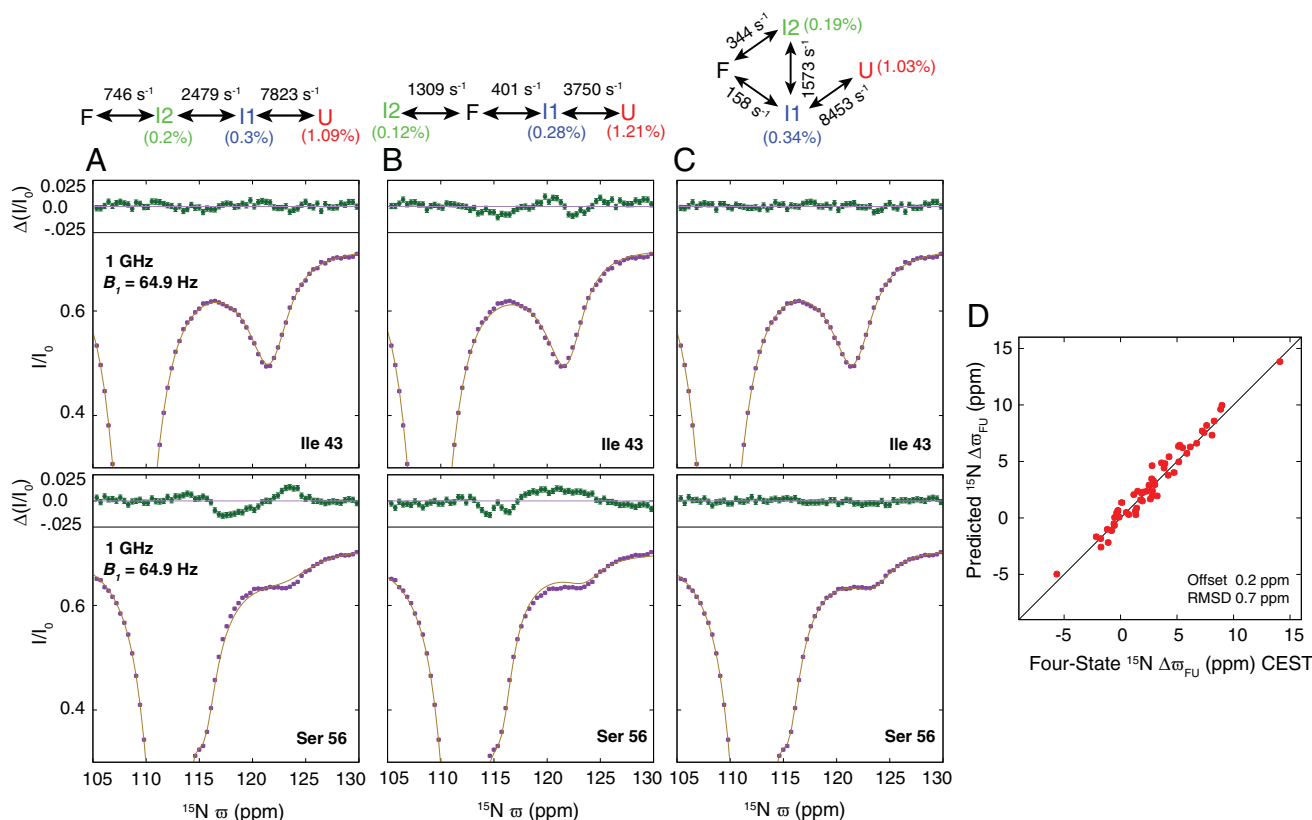 F 746 s⁻¹ I2 2479 s⁻¹ I1 7823 s⁻¹ U
(0.2%) (0.3%) (1.09%)
I2 1309 s⁻¹ F 401 s⁻¹ I1 3750 s⁻¹ U
(0.12%) (0.28%) (1.21%)
344 s⁻¹ I2 (0.19%)
F 1573 s⁻¹ U (1.03%)
158 s⁻¹ I1 8453 s⁻¹
(0.34%)
A
Δ(I/I₀)
0.025
0.0
-.025
1 GHz
B₁ = 64.9 Hz
I/I₀
0.6
0.4
Ile 43
Δ(I/I₀)
0.025
0.0
-.025
1 GHz
B₁ = 64.9 Hz
I/I₀
0.6
0.4
Ser 56
105 110 115 120 125 130
¹⁵N ϖ (ppm)
B
Ile 43
Ser 56
105 110 115 120 125 130
¹⁵N ϖ (ppm)
C
Ile 43
Ser 56
105 110 115 120 125 130
¹⁵N ϖ (ppm)
D
Predicted ¹⁵N Δϖ_FU (ppm)
15
10
5
0
-5
Offset 0.2 ppm
RMSD 0.7 ppm
-5 0 5 10 15
Four-State ¹⁵N Δϖ_FU (ppm) CEST